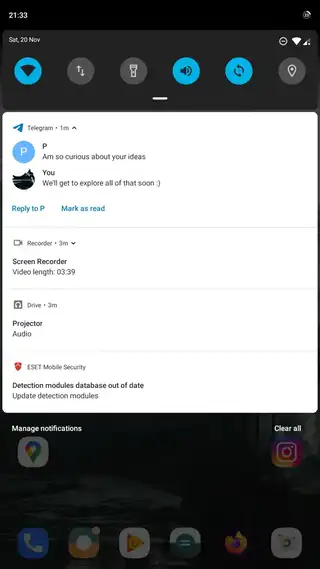 21:33
Sat, 20 Nov
Telegram • 1m
P
P
Am so curious about your ideas
You
We'll get to explore all of that soon :)
Reply to P Mark as read
Recorder • 3m
Screen Recorder
Video length: 03:39
Drive • 3m
Projector
Audio
ESET Mobile Security
Detection modules database out of date
Update detection modules
Manage notifications Clear all